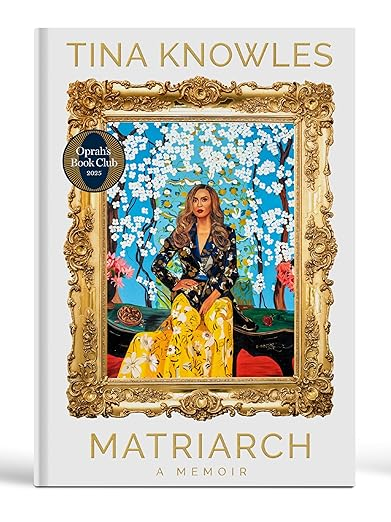 TINA KNOWLES
Oprah's
Book Club
2025
MATRIARCH
A MEMOIR